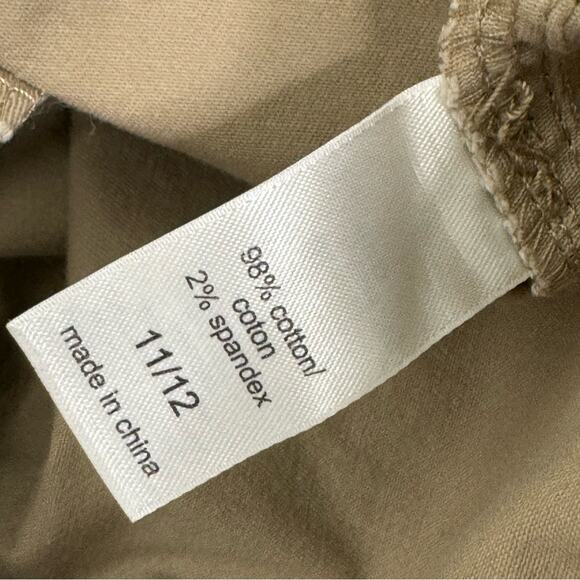 98% cotton/
coton
2% spandex
11/12
made in china